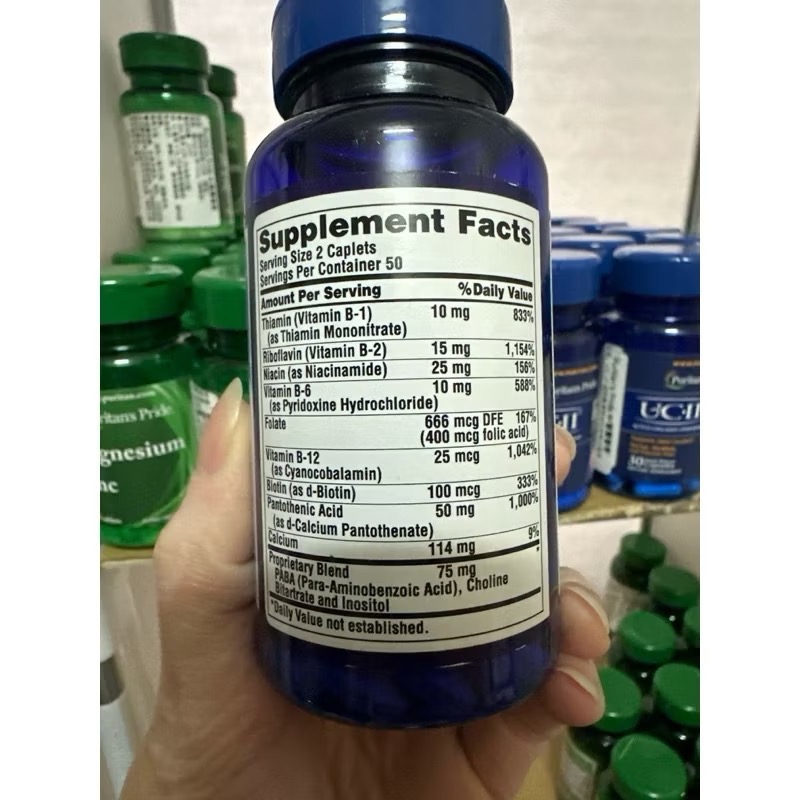 Supplement Facts
Serving Size 2 Caplets
Servings Per Container 50
Amount Per Serving %Daily Value
Thiamin (Vitamin B-1) 10 mg 833%
(as Thiamin Mononitrate)
Riboflavin (Vitamin B-2) 15 mg 1,154%
Niacin (as Niacinamide) 25 mg 156%
Vitamin B-6 10 mg 588%
(as Pyridoxine Hydrochloride)
Folate 666 mcg DFE 167%
(400 mcg folic acid)
Vitamin B-12 25 mcg 1,042%
(as Cyanocobalamin)
Biotin (as d-Biotin) 100 mcg 333%
Pantothenic Acid 50 mg 1,000%
(as d-Calcium Pantothenate)
Calcium 114 mg 9%
Proprietary Blend 75 mg *
PABA (Para-Aminobenzoic Acid), Choline
Bitartrate and Inositol
*Daily Value not established.
ritans Pride
gnesium
nc
UC-II